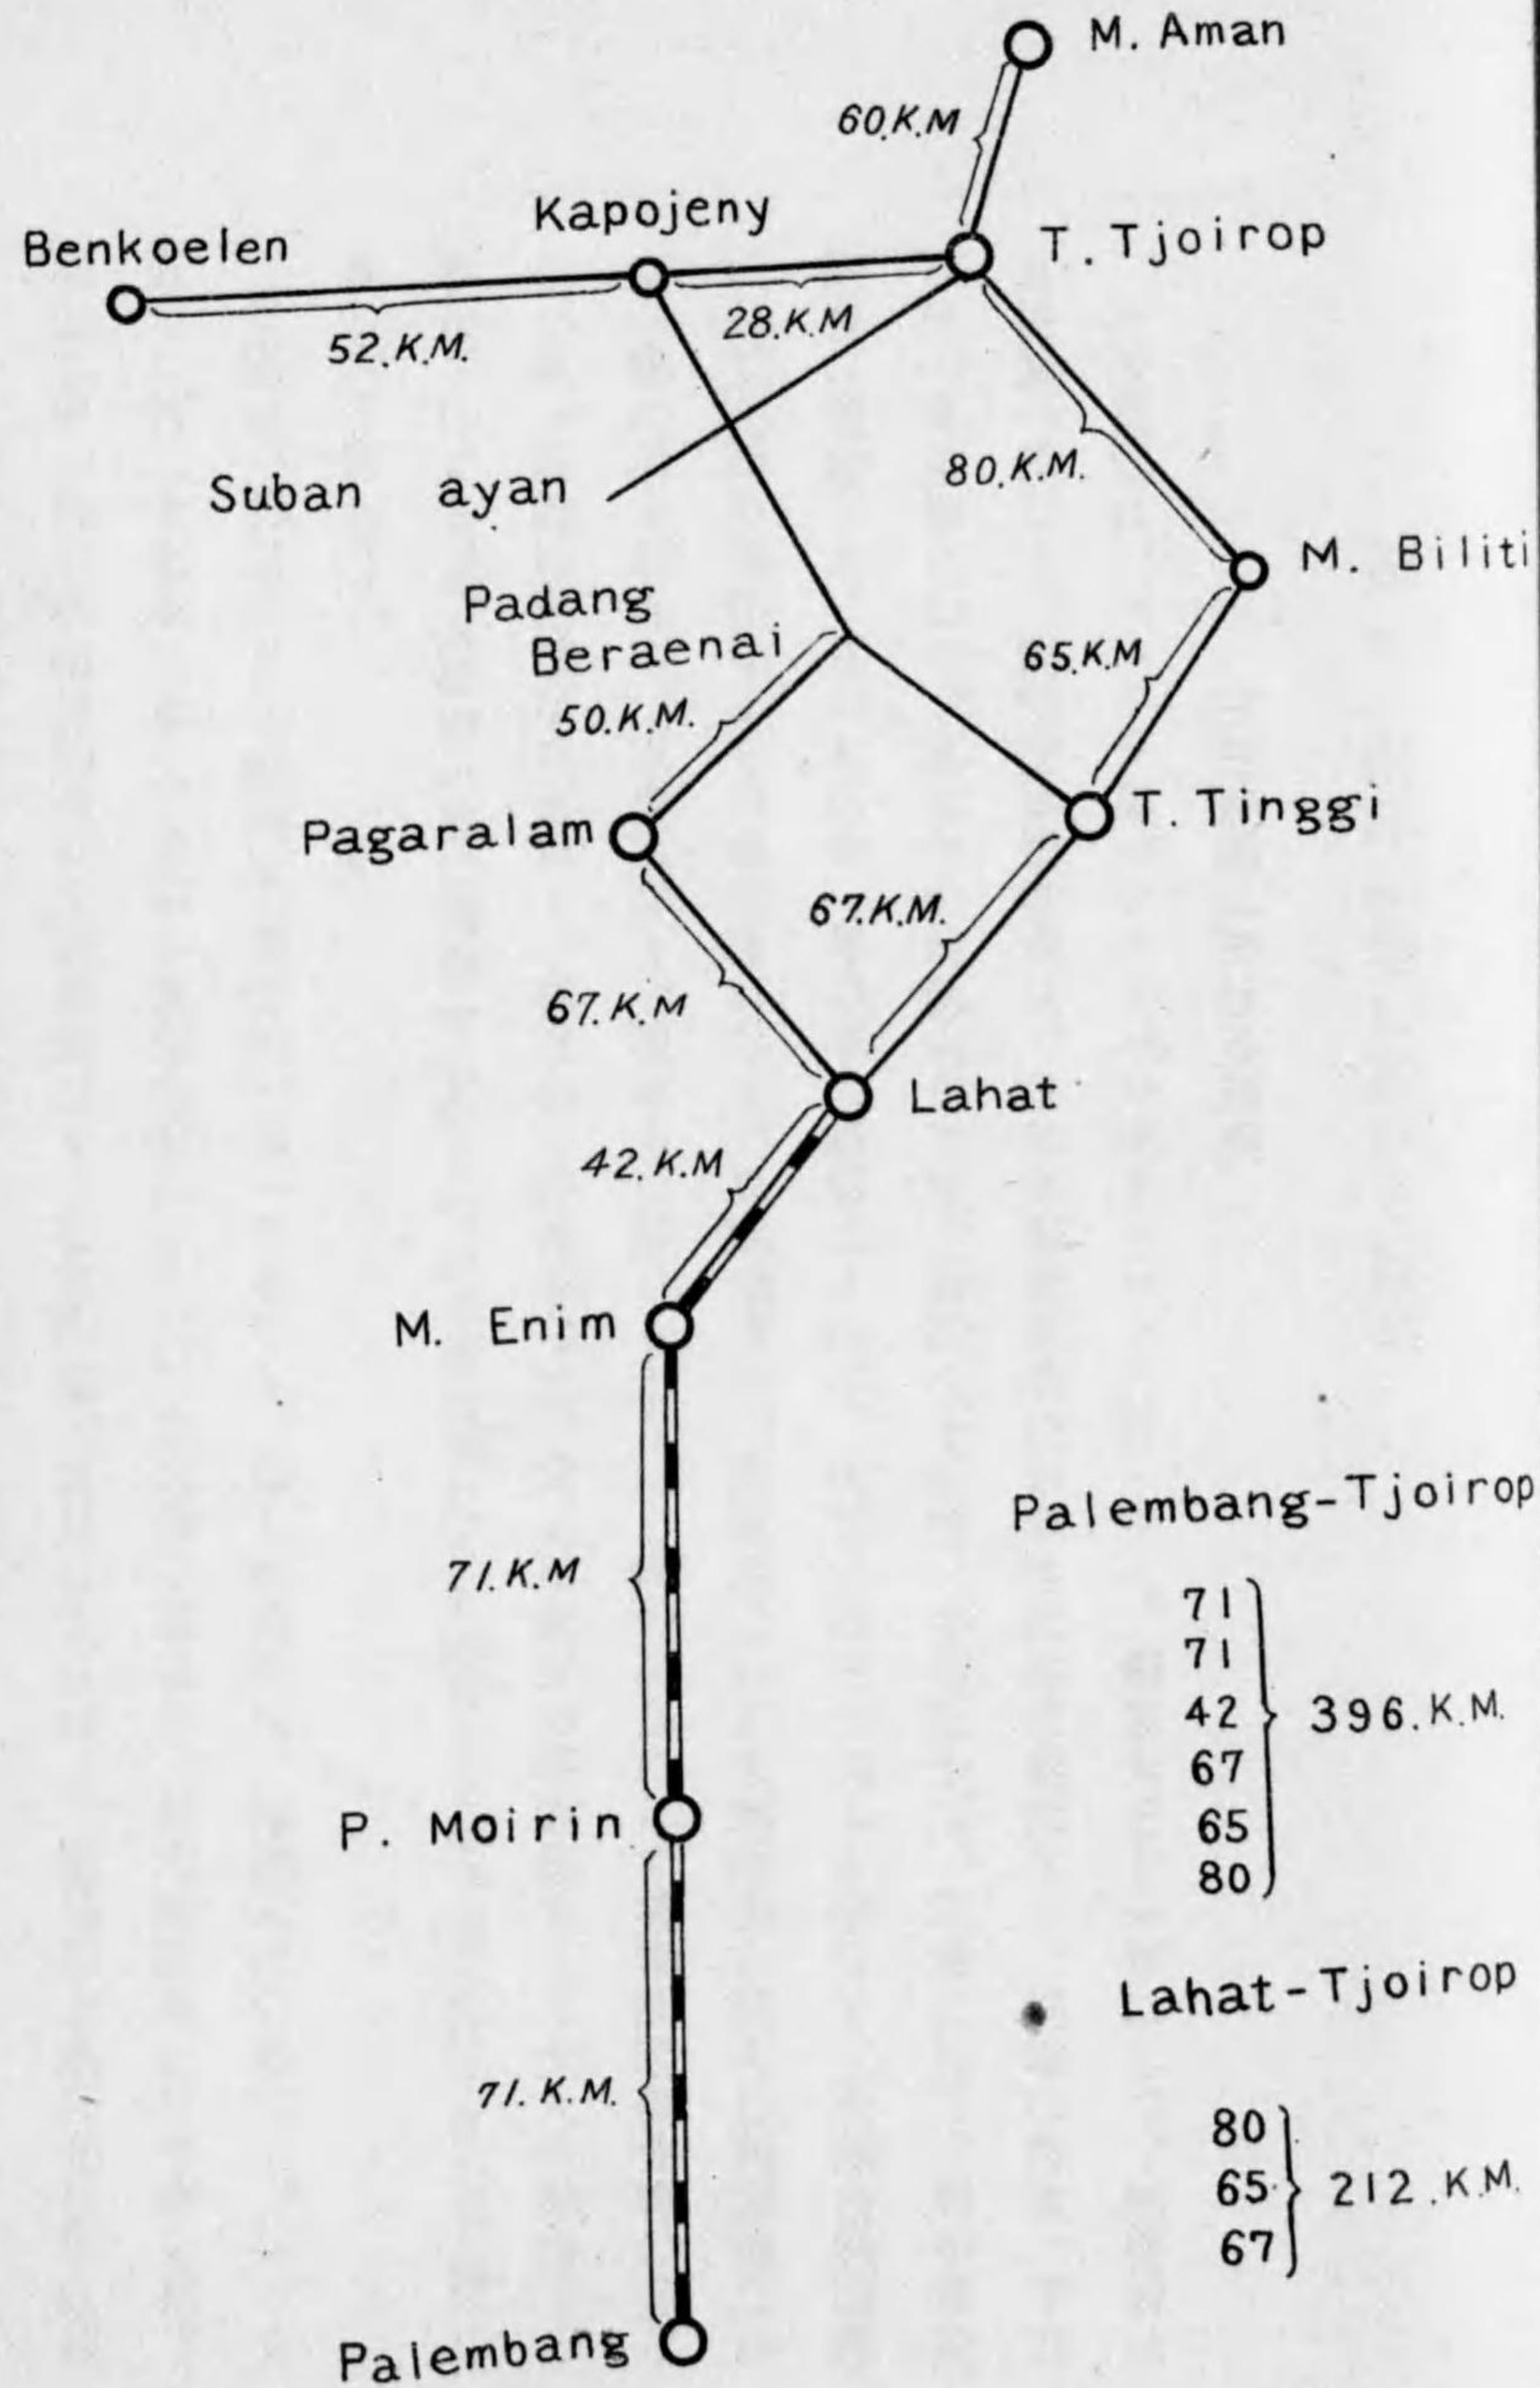 M. Aman
60.K.M
Kapojeny
T. Tjoirop
Benkoelen
28.K.M
52.K.M.
80.K.M.
Suban ayan
M. Biliti
Padang
Beraenai
65.K.M
50.K.M.
T. Tinggi
Pagaralam
67.K.M.
67.K.M
Lahat
42.K.M
M. Enim
71.K.M
P. Moirin
71.K.M.
Palembang
Palembang-Tjoirop
71
71
42
396.K.M.
67
65
80
Lahat-Tjoirop
80
65
212.K.M.
67